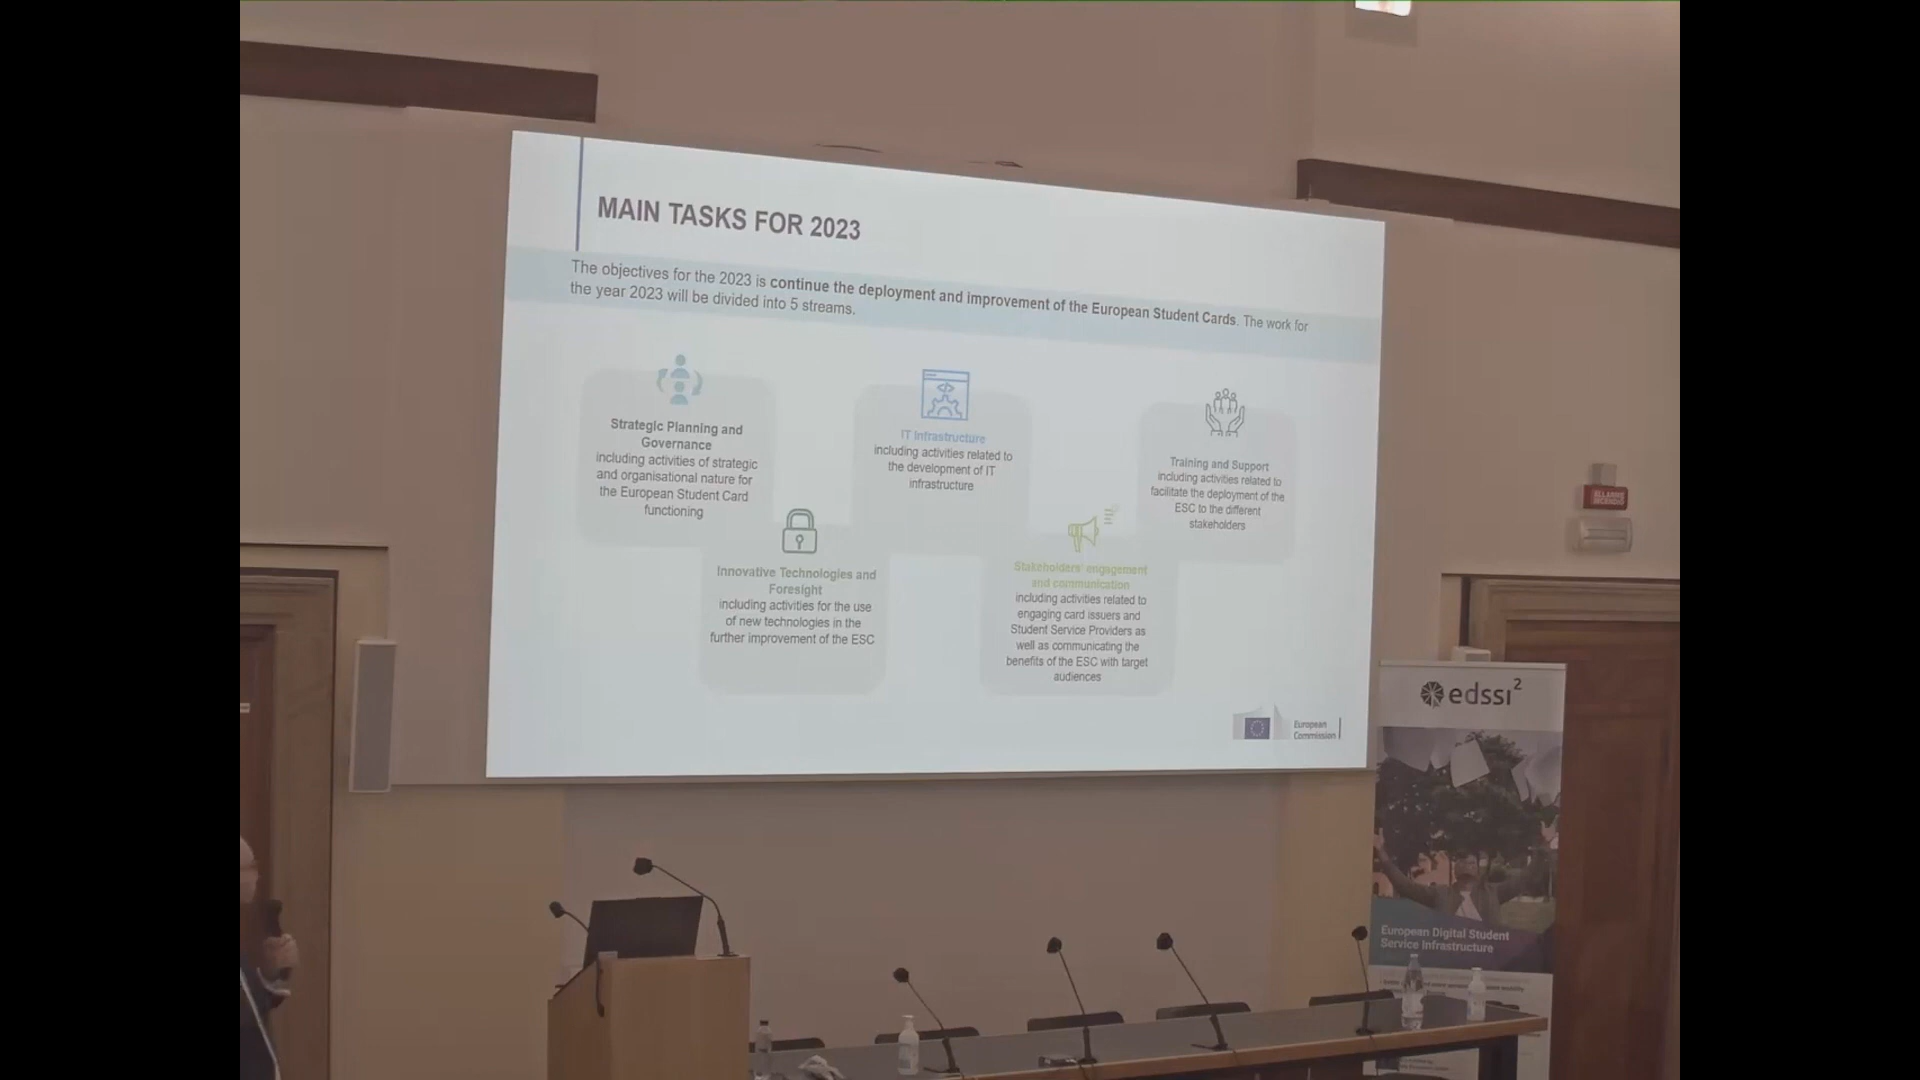 MAIN TASKS FOR 2023
The objectives for the 2023 is continue the deployment and improvement of the European Student Cards. The work for
the year 2023 will be divided into 5 streams.
Strategic Planning and
Governance
including activities of strategic
and organisational nature for
the European Student Card
functioning
IT Infrastructure
including activities related to
the development of IT
infrastructure
Training and Support
including activities related to
facilitate the deployment of the
ESC to the different
stakeholders
Innovative Technologies and
Foresight
including activities for the use
of new technologies in the
further improvement of the ESC
Stakeholders' engagement
and communication
including activities related to
engaging card issuers and
Student Service Providers as
well as communicating the
benefits of the ESC with target
audiences
European
Commission
ALLARME
INCENDIO
edssi²
European Digital Student
Service Infrastructure